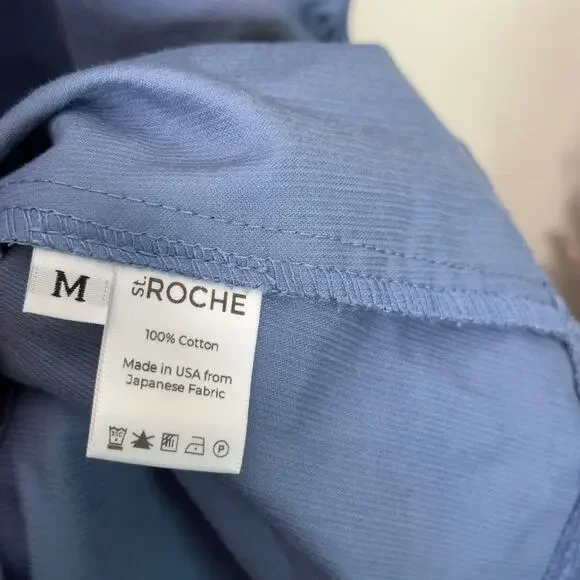 M
St. ROCHE
100% Cotton
Made in USA from
Japanese Fabric
P